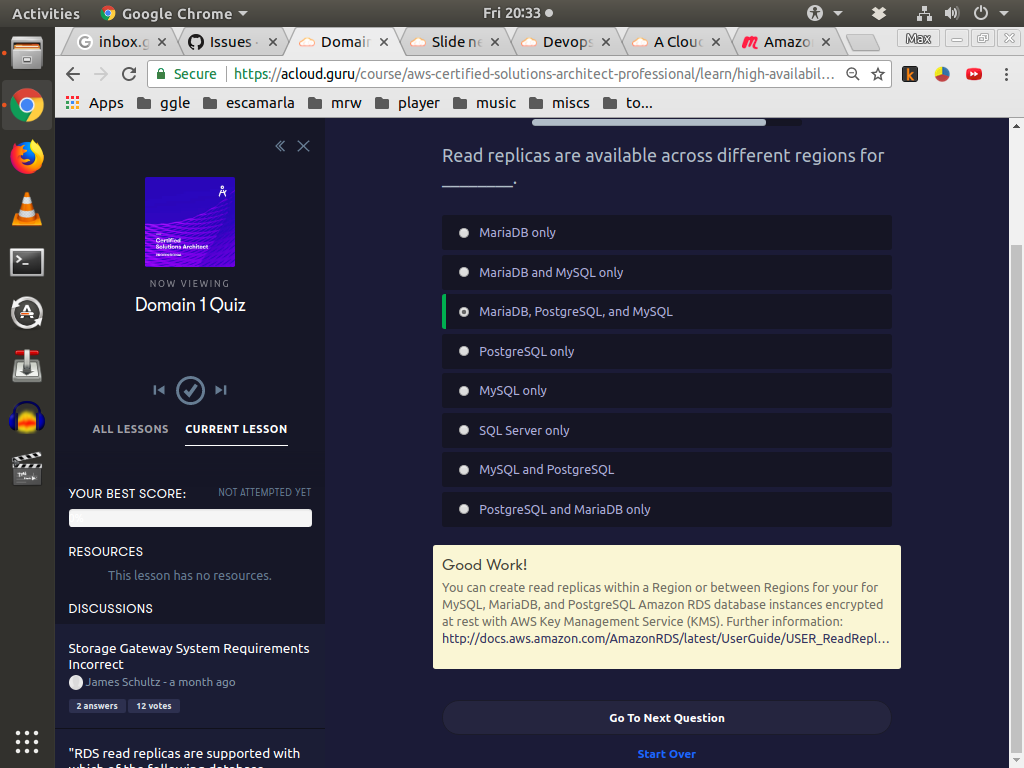 Activities
Google Chrome
Fri 20:33
inbox.g
Issues
Domain
Slide ne
Devops
A Clou
Amazo
Max
Secure
https://acloud.guru/course/aws-certified-solutions-architect-professional/learn/high-availabil...
Apps
ggle
escamarla
mrw
player
music
miscs
to...
Certified
Solutions Architect
NOW VIEWING
Domain 1 Quiz
ALL LESSONS
CURRENT LESSON
YOUR BEST SCORE:
NOT ATTEMPTED YET
RESOURCES
This lesson has no resources.
DISCUSSIONS
Storage Gateway System Requirements
Incorrect
James Schultz - a month ago
2 answers
12 votes
"RDS read replicas are supported with
which of the following database
Read replicas are available across different regions for
________.
MariaDB only
MariaDB and MySQL only
MariaDB, PostgreSQL, and MySQL
PostgreSQL only
MySQL only
SQL Server only
MySQL and PostgreSQL
PostgreSQL and MariaDB only
Good Work!
You can create read replicas within a Region or between Regions for your for
MySQL, MariaDB, and PostgreSQL Amazon RDS database instances encrypted
at rest with AWS Key Management Service (KMS). Further information:
http://docs.aws.amazon.com/AmazonRDS/latest/UserGuide/USER_ReadRepl...
Go To Next Question
Start Over